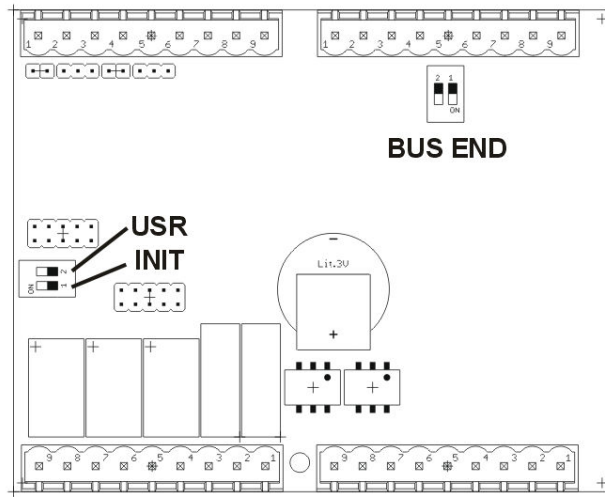 1 2 3 4 5 6 7 8 9
1 2 3 4 5 6 7 8 9
2 1
ON
BUS END
USR
INIT
2
1
ON
Lit.3V
9 8 7 6 5 4 3 2 1
9 8 7 6 5 4 3 2 1